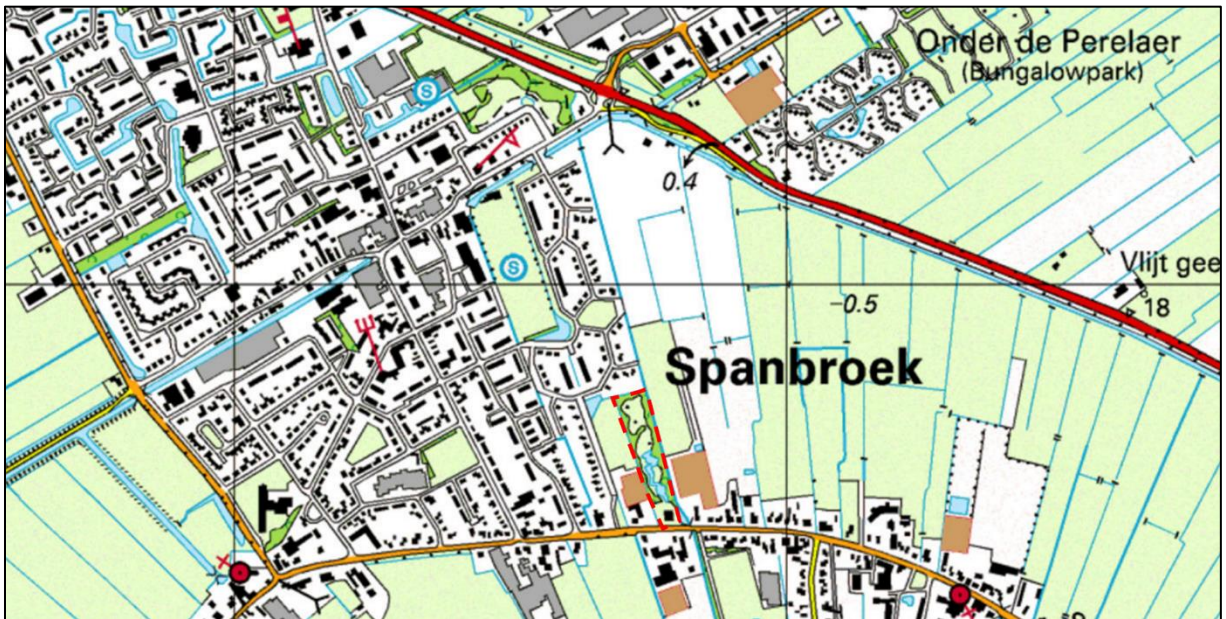 Onder de Perelaer
(Bungalowpark)
S
0.4
S
Vlijt gee
18
-0.5
Spanbroek